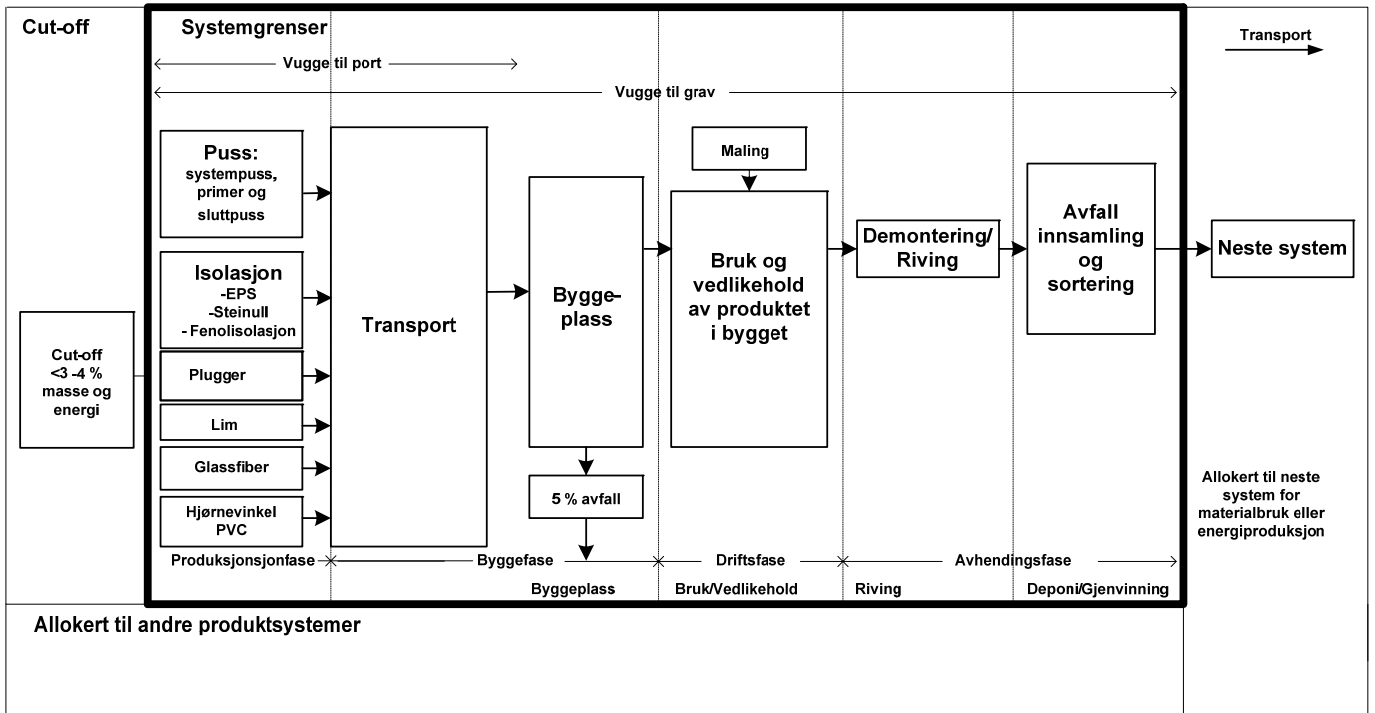 Cut-off
Systemgrenser
Transport
Vugge til port
Vugge til grav
Puss:
systempuss,
primer og
sluttpuss
Isolasjon
-EPS
-Steinull
- Fenolisolasjon
Plugger
Lim
Glassfiber
Hjørnevinkel
PVC
Cut-off
<3 -4 %
masse og
energi
Transport
Bygge-
plass
5 % avfall
Maling
Bruk og
vedlikehold
av produktet
i bygget
Demontering/
Riving
Avfall
innsamling
og
sortering
Neste system
Allokert til neste
system for
materialbruk eller
energiproduksjon
Produksjonsjonfase
Byggefase
Driftsfase
Avhendingsfase
Byggeplass
Bruk/Vedlikehold
Riving
Deponi/Gjenvinning
Allokert til andre produktsystemer